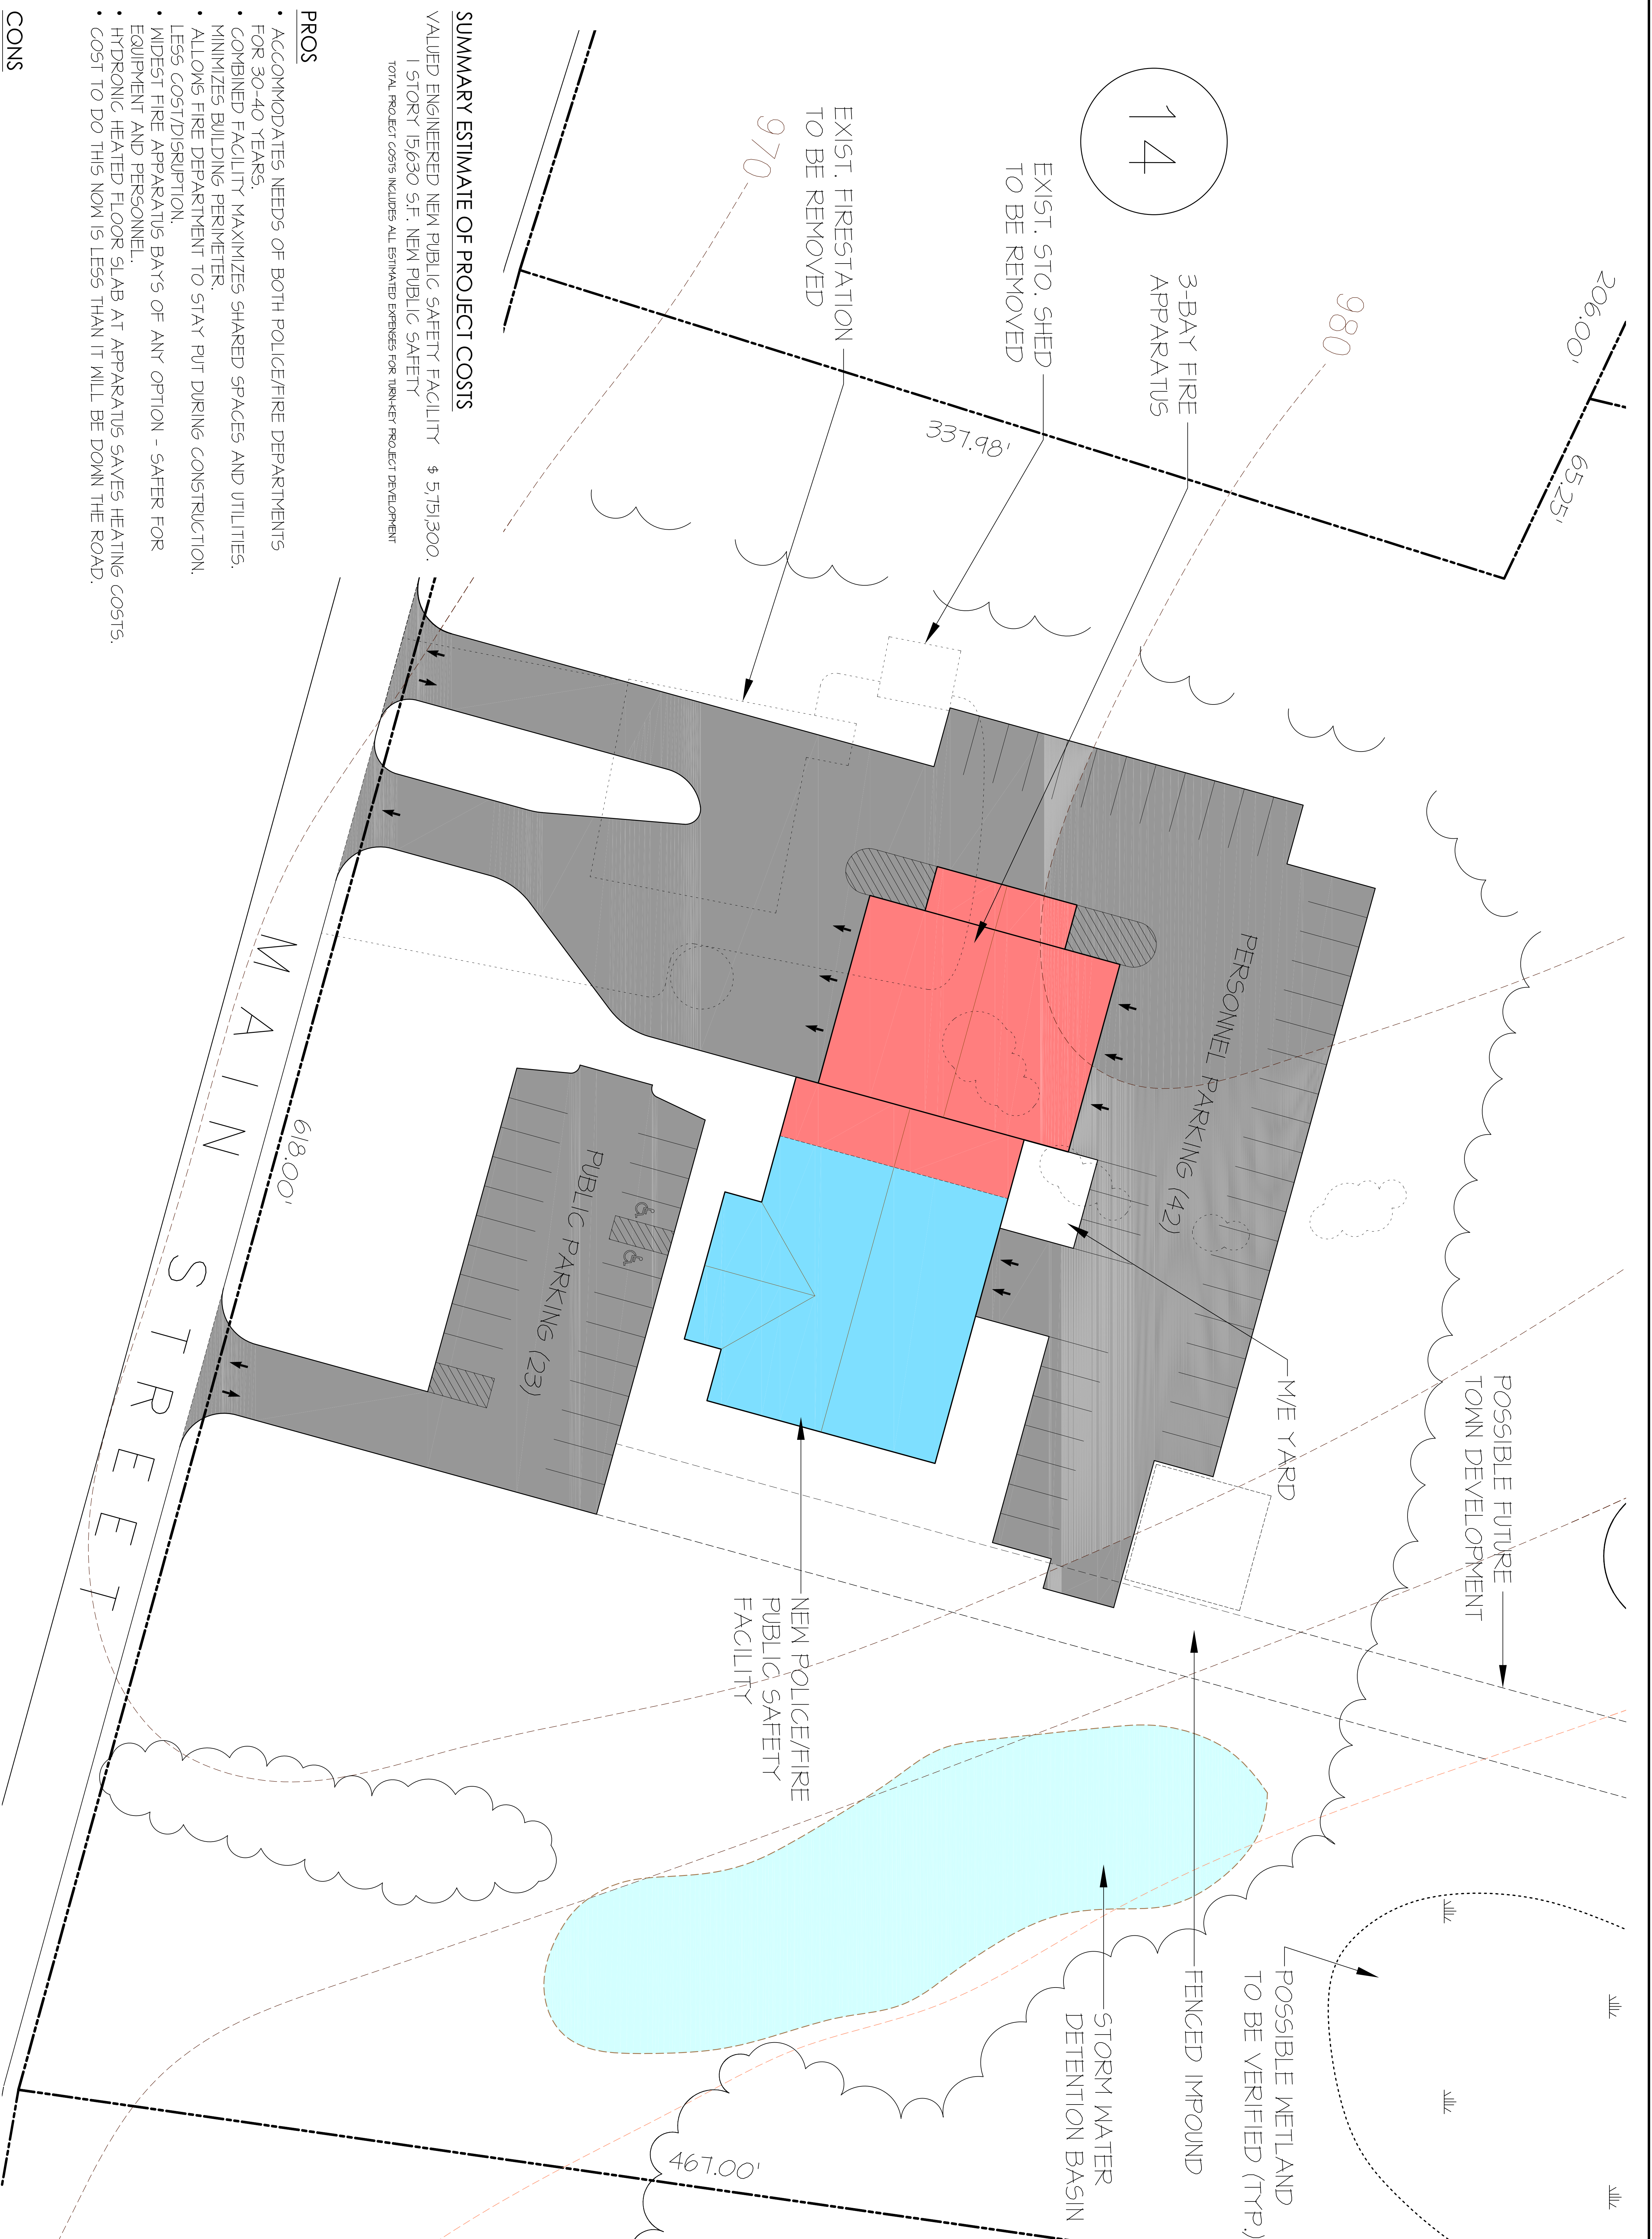 14
206.00'
65.25'
980
3-BAY FIRE
APPARATUS
EXIST. STO. SHED
TO BE REMOVED
EXIST. FIRESTATION
TO BE REMOVED
970
337.98'
POSSIBLE FUTURE
TOWN DEVELOPMENT
POSSIBLE WETLAND
TO BE VERIFIED (TYP.)
M/E YARD
FENCED IMPOUND
STORM WATER
DETENTION BASIN
PERSONNEL PARKING (42)
NEW POLICE/FIRE
PUBLIC SAFETY
FACILITY
PUBLIC PARKING (23)
467.00'
618.00'
MAIN STREET
SUMMARY ESTIMATE OF PROJECT COSTS
VALUED ENGINEERED NEW PUBLIC SAFETY FACILITY $ 5,751,300.
1 STORY 15,630 S.F. NEW PUBLIC SAFETY
TOTAL PROJECT COSTS INCLUDES ALL ESTIMATED EXPENSES FOR TURN-KEY PROJECT DEVELOPMENT
PROS
• ACCOMMODATES NEEDS OF BOTH POLICE/FIRE DEPARTMENTS
FOR 30-40 YEARS.
• COMBINED FACILITY MAXIMIZES SHARED SPACES AND UTILITIES.
MINIMIZES BUILDING PERIMETER.
• ALLOWS FIRE DEPARTMENT TO STAY PUT DURING CONSTRUCTION.
LESS COST/DISRUPTION.
• WIDEST FIRE APPARATUS BAYS OF ANY OPTION - SAFER FOR
EQUIPMENT AND PERSONNEL.
• HYDRONIC HEATED FLOOR SLAB AT APPARATUS SAVES HEATING COSTS.
• COST TO DO THIS NOW IS LESS THAN IT WILL BE DOWN THE ROAD.
CONS